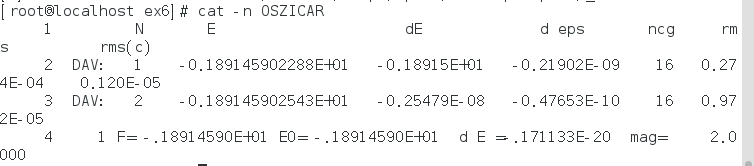 [root@localhost ex6]# cat -n OSZICAR
1 N E dE d eps ncg rm
s rms(c)
2 DAV: 1 -0.189145902288E+01 -0.18915E+01 -0.21902E-09 16 0.27
4E-04 0.120E-05
3 DAV: 2 -0.189145902543E+01 -0.25479E-08 -0.47653E-10 16 0.97
2E-05
4 1 F= -.18914590E+01 E0= -.18914590E+01 d E =-.171133E-20 mag= 2.0
000